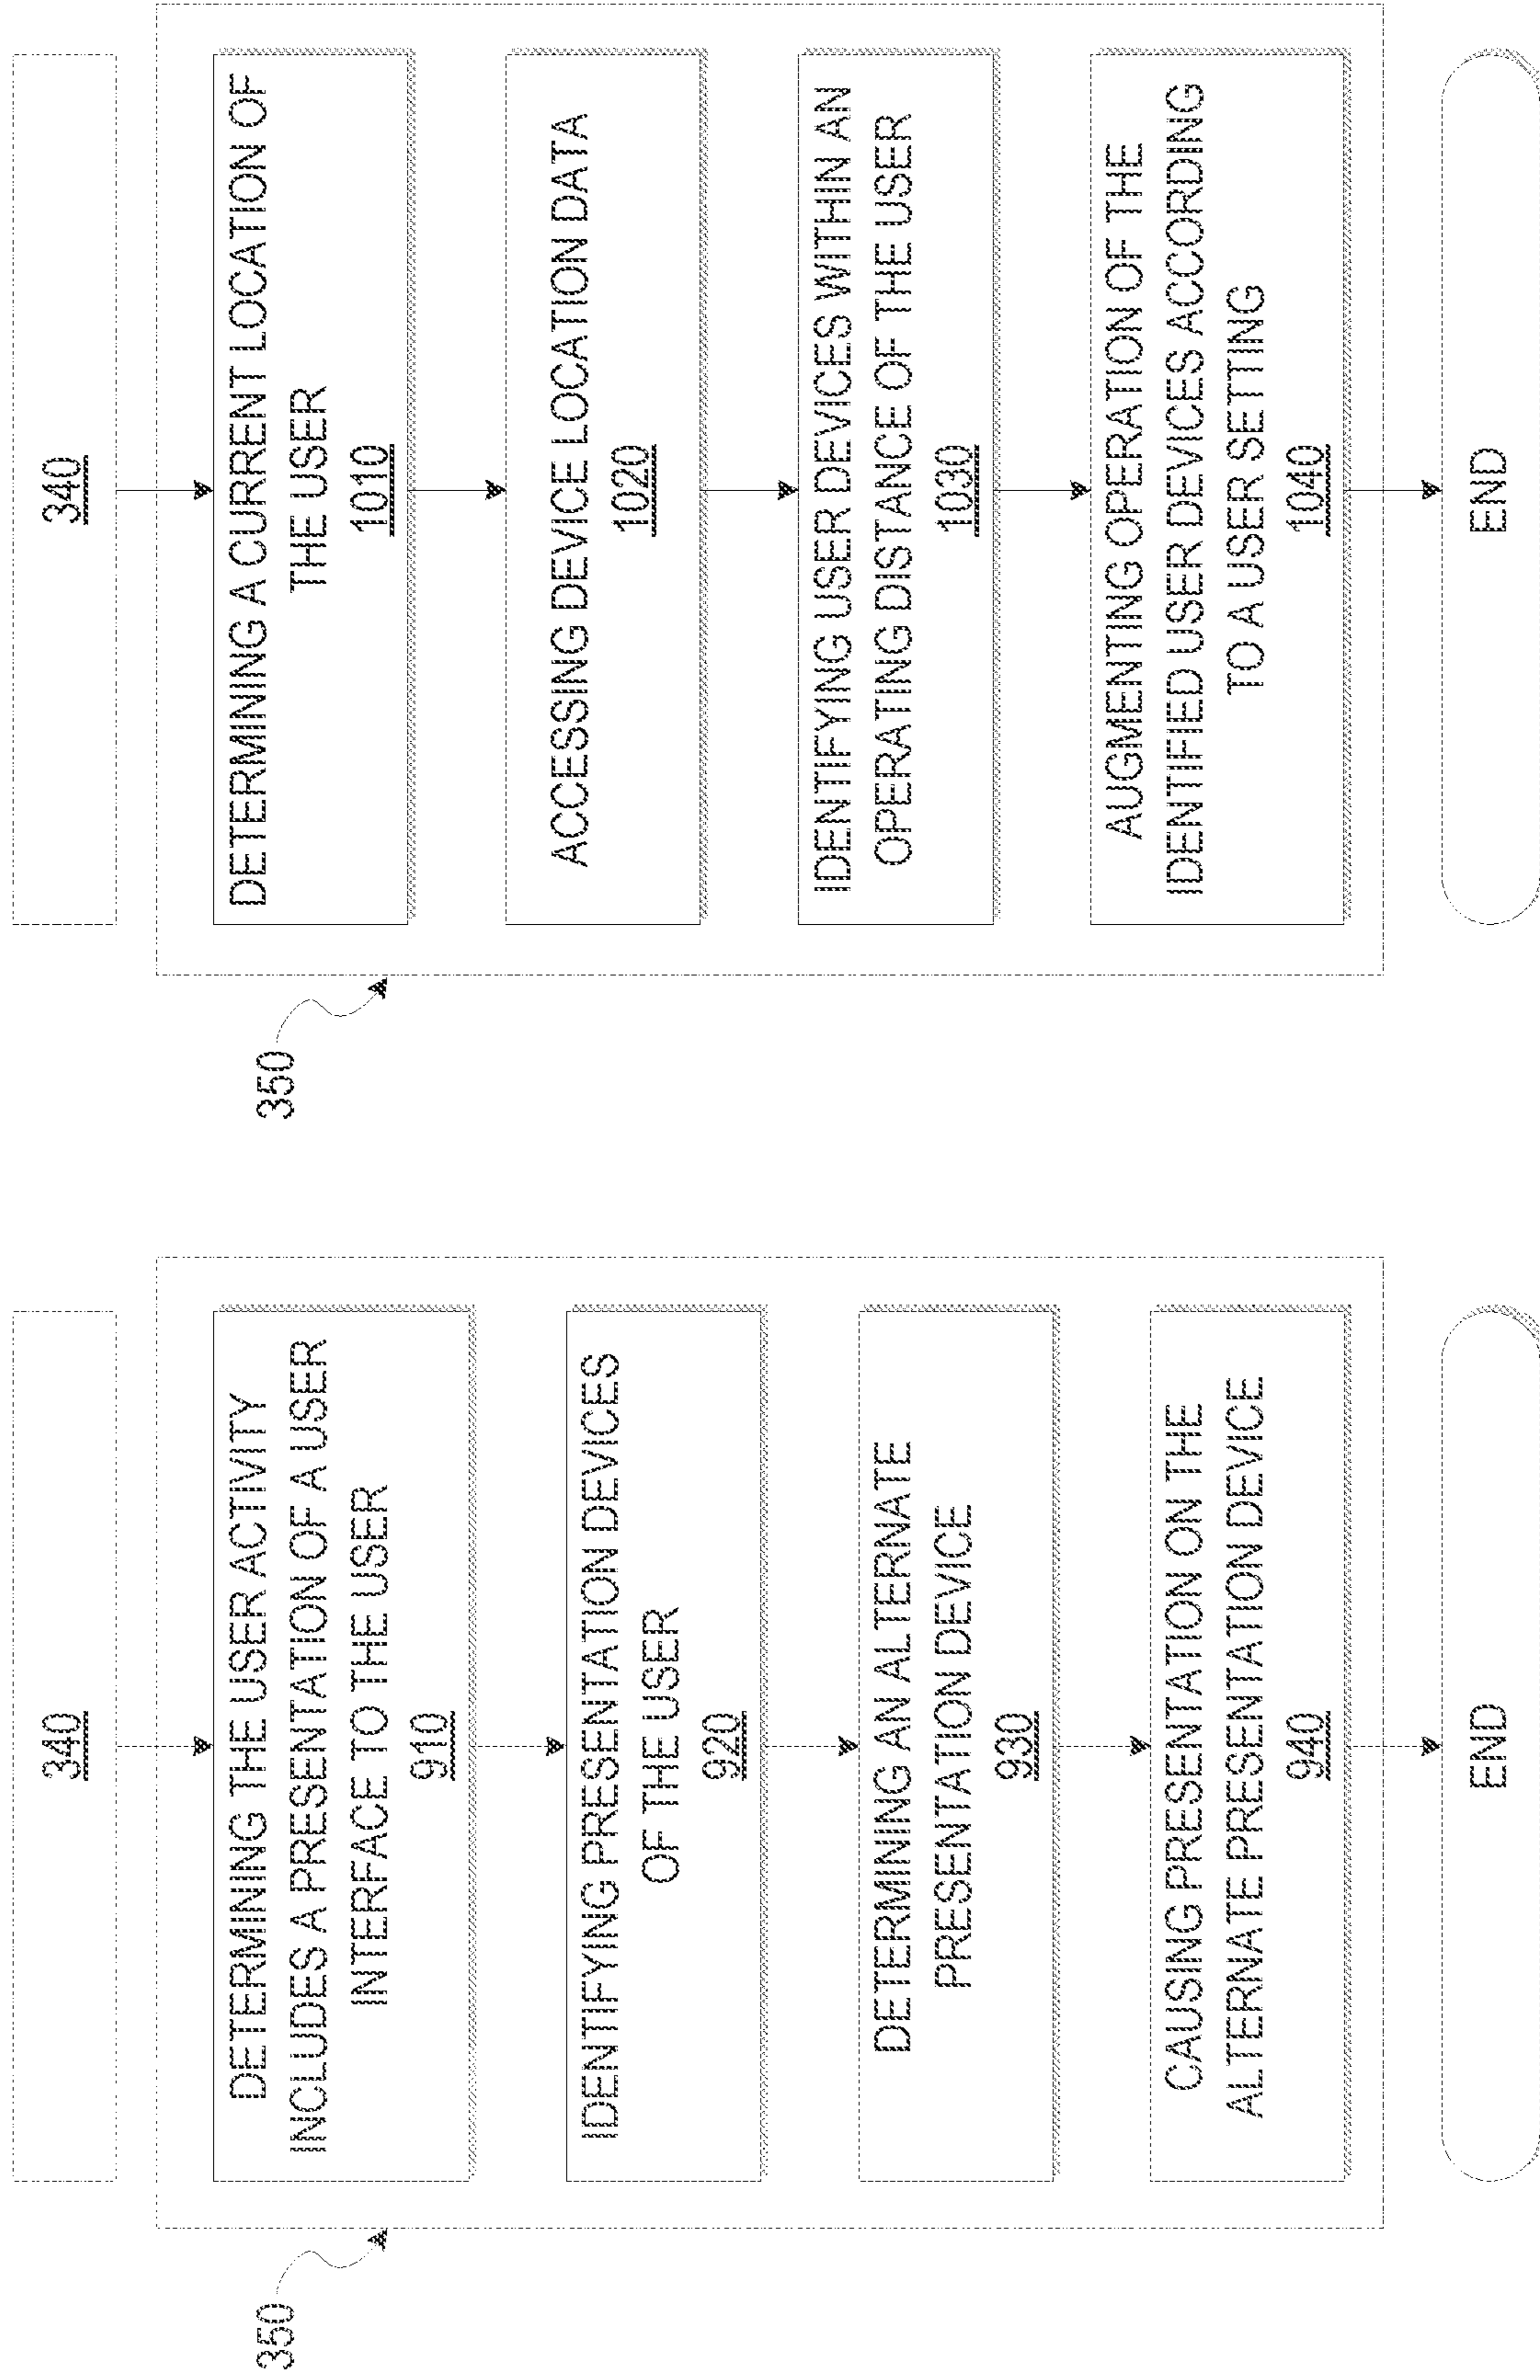 340
350
DETERMINING THE USER ACTIVITY
INCLUDES A PRESENTATION OF A USER
INTERFACE TO THE USER
910
IDENTIFYING PRESENTATION DEVICES
OF THE USER
920
DETERMINING AN ALTERNATE
PRESENTATION DEVICE
930
CAUSING PRESENTATION ON THE
ALTERNATE PRESENTATION DEVICE
940
END
340
350
DETERMINING A CURRENT LOCATION OF
THE USER
1010
ACCESSING DEVICE LOCATION DATA
1020
IDENTIFYING USER DEVICES WITHIN AN
OPERATING DISTANCE OF THE USER
1030
AUGMENTING OPERATION OF THE
IDENTIFIED USER DEVICES ACCORDING
TO A USER SETTING
1040
END